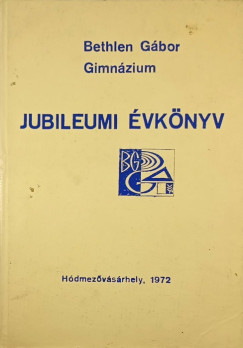 Bethlen Gábor
Gimnázium
JUBILEUMI ÉVKÖNYV
BG
Hódmezővásárhely, 1972